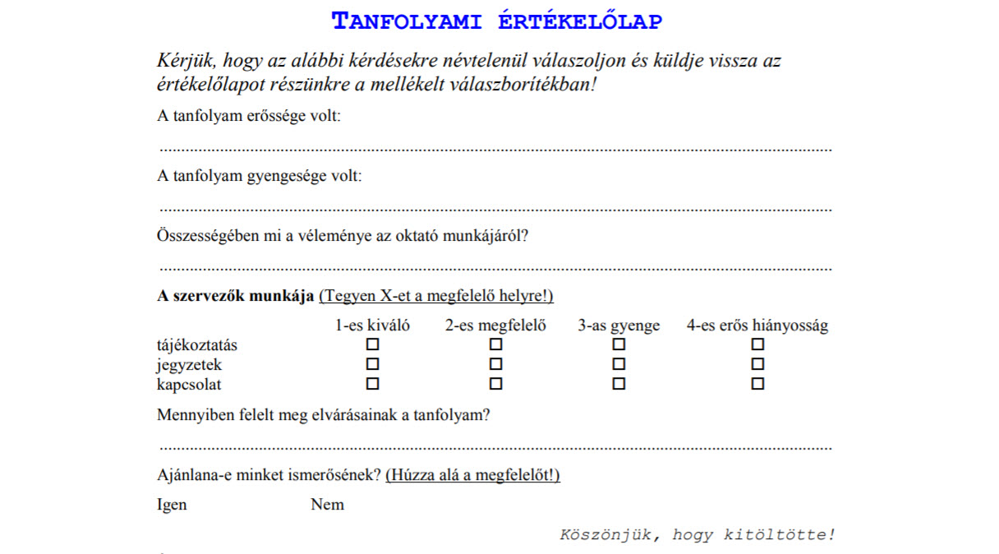 TANFOLYAMI ÉRTÉKELŐLAP
Kérjük, hogy az alábbi kérdésekre névtelenül válaszoljon és küldje vissza az
értékelőlapot részünkre a mellékelt válaszborítékban!
A tanfolyam erőssége volt:
A tanfolyam gyengesége volt:
Összességében mi a véleménye az oktató munkájáról?
A szervezők munkája (Tegyen X-et a megfelelő helyre!)
1-es kiváló 2-es megfelelő 3-as gyenge 4-es erős hiányosság
tájékoztatás ☐ ☐ ☐ ☐
jegyzetek ☐ ☐ ☐ ☐
kapcsolat ☐ ☐ ☐ ☐
Mennyiben felelt meg elvárásainak a tanfolyam?
Ajánlana-e minket ismerősének? (Húzza alá a megfelelőt!)
Igen Nem
Köszönjük, hogy kitöltötte!